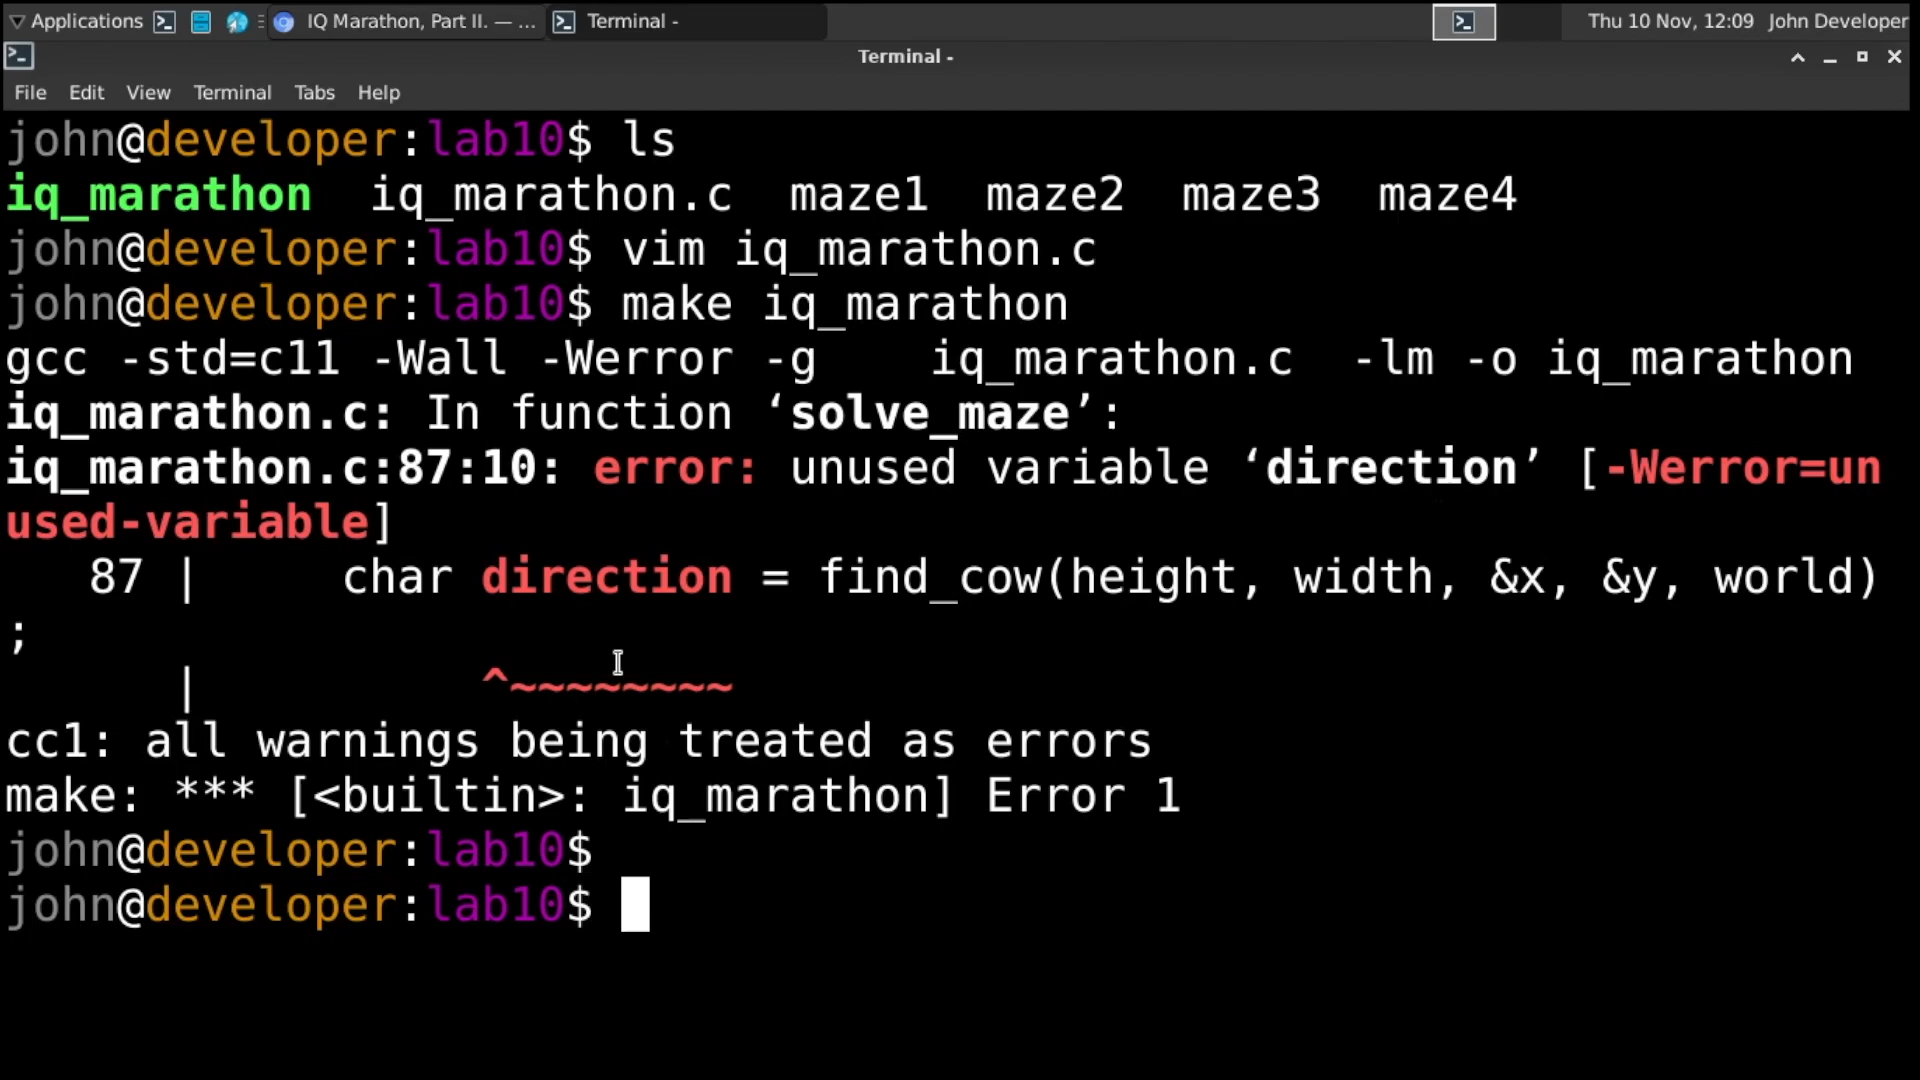 Applications IQ Marathon, Part II. — ... Terminal - Thu 10 Nov, 12:09 John Developer
Terminal -
File Edit View Terminal Tabs Help
john@developer:lab10$ ls
iq_marathon  iq_marathon.c  maze1  maze2  maze3  maze4
john@developer:lab10$ vim iq_marathon.c
john@developer:lab10$ make iq_marathon
gcc -std=c11 -Wall -Werror -g    iq_marathon.c  -lm -o iq_marathon
iq_marathon.c: In function ‘solve_maze’:
iq_marathon.c:87:10: error: unused variable ‘direction’ [-Werror=un
used-variable]
   87 |     char direction = find_cow(height, width, &x, &y, world)
;
      |          ^~~~~~~~~
cc1: all warnings being treated as errors
make: *** [<builtin>: iq_marathon] Error 1
john@developer:lab10$
john@developer:lab10$